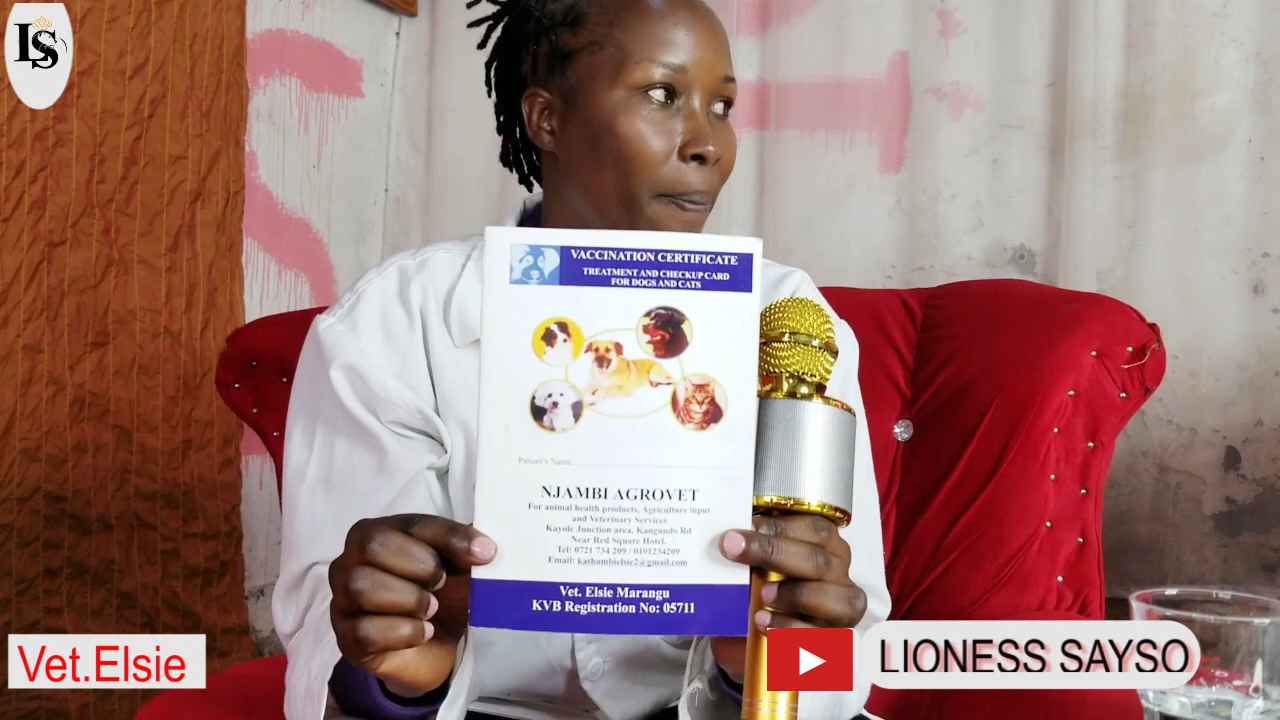 LS
VACCINATION CERTIFICATE
TREATMENT AND CHECKUP CARD
FOR DOGS AND CATS
Patient's Name
NJAMBI AGROVET
For animal health products, Agriculture input
and Veterinary Services
Kayole Junction area, Kangundo Rd
Near Red Square Hotel.
Tel: 0721 734 209 / 0101234209
Email: kathambielsie2@gmail.com
Vet. Elsie Marangu
KVB Registration No: 05711
Vet.Elsie
LIONESS SAYSO